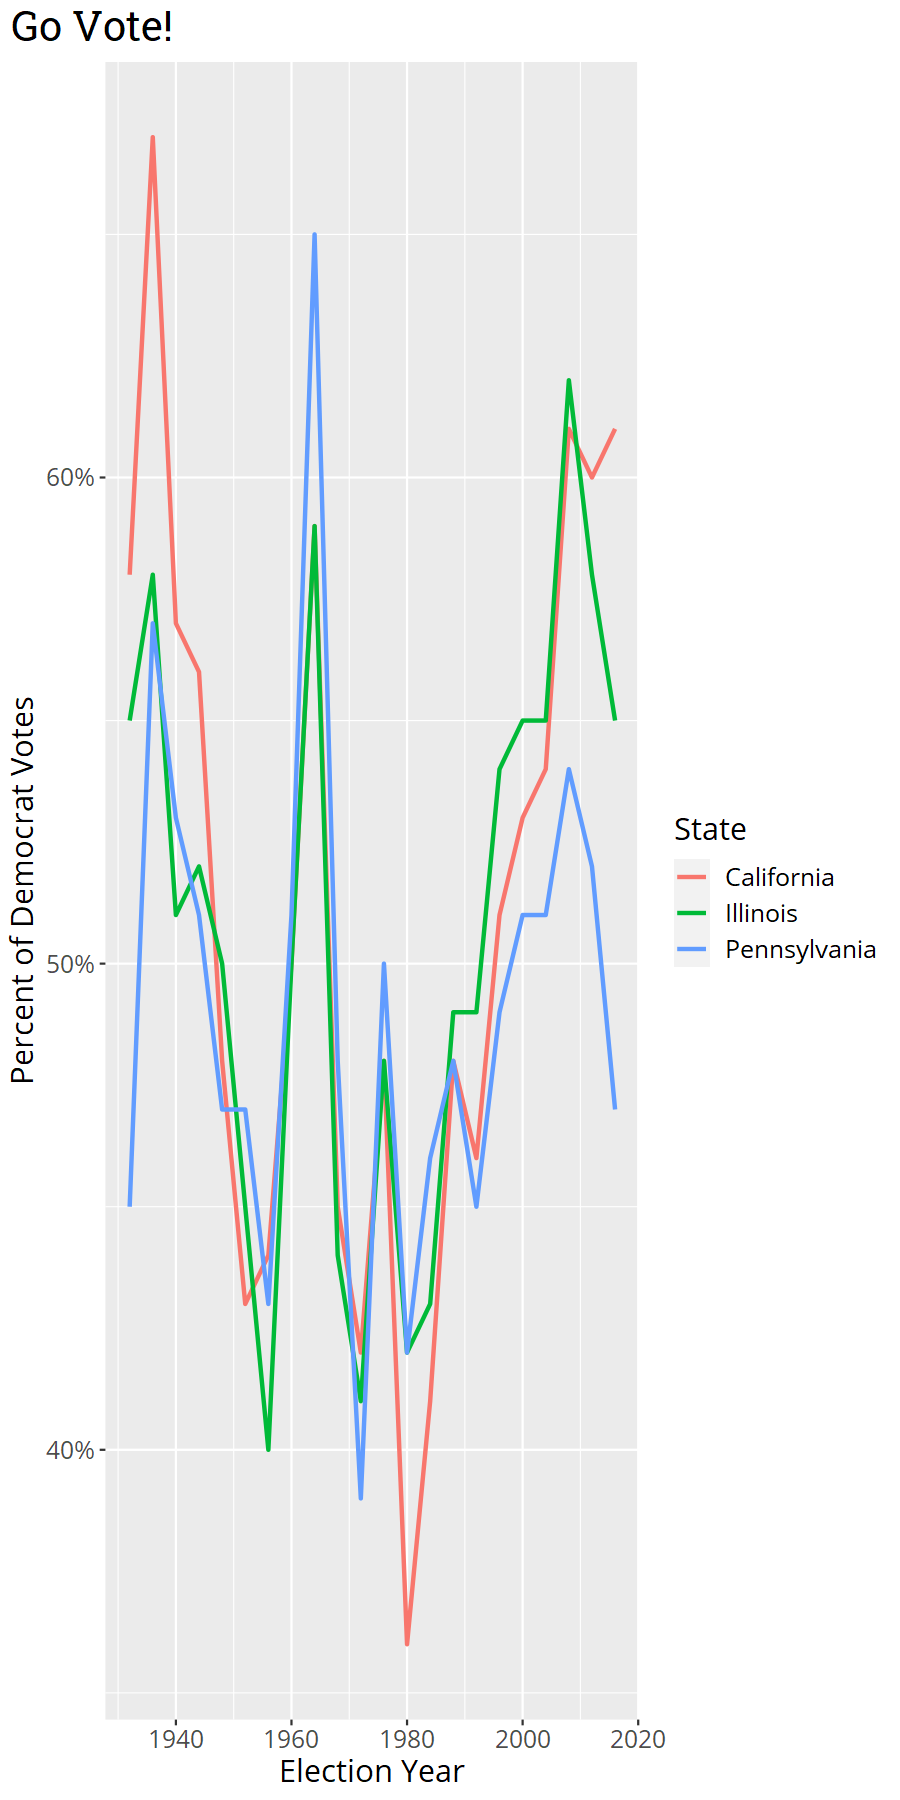 Go Vote!
60%
50%
40%
Percent of Democrat Votes
1940 1960 1980 2000 2020
Election Year
State
California
Illinois
Pennsylvania